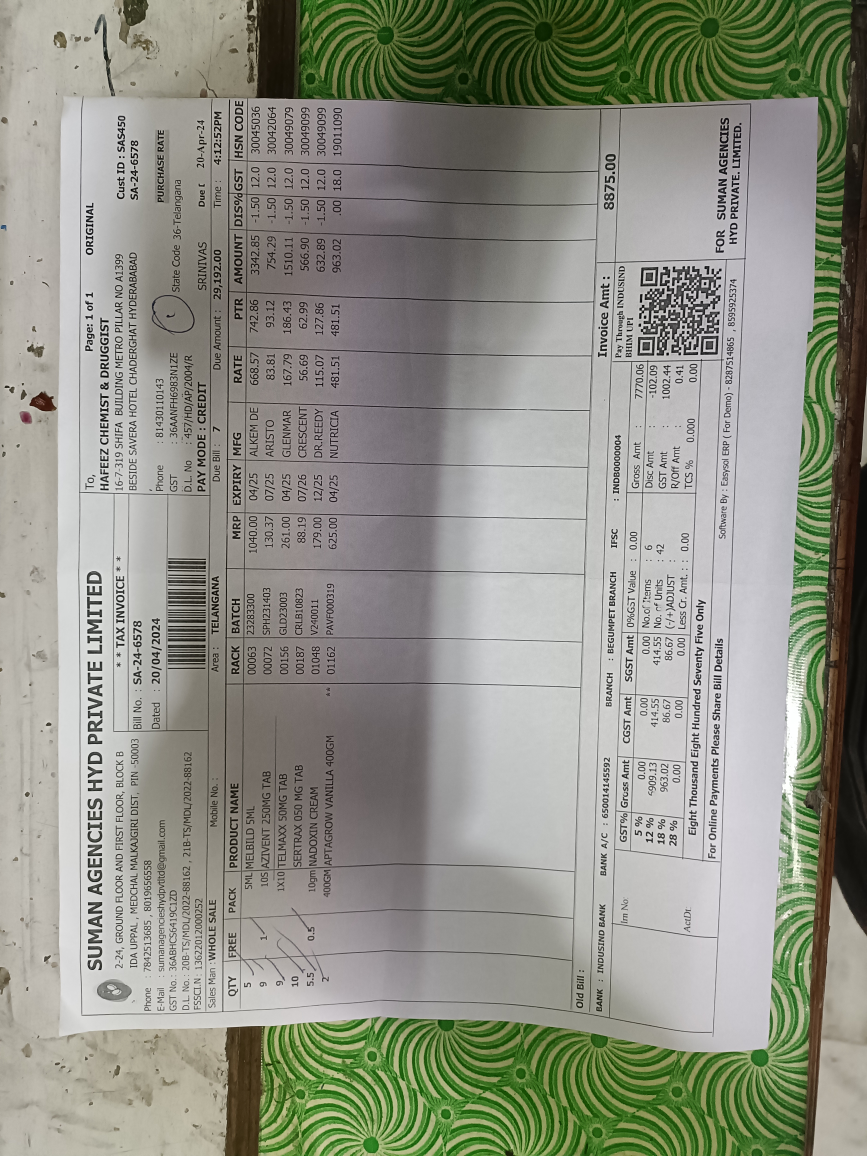 SUMAN AGENCIES HYD PRIVATE LIMITED
2-24, GROUND FLOOR AND FIRST FLOOR, BLOCK B
IDA UPPAL , MEDCHAL MALKAJGIRI DIST, PIN -50003
Phone : 7842513685 , 8019656558
E-Mail : sumanagencieshydpvtltd@gmail.com
GST No.: 36ABHCS6419C1ZD
D.L. No.: 20B-TS/MDL/2022-88162 , 21B-TS/MDL/2022-88162
FSSCI.N : 13622012000252
* * TAX INVOICE * *
Bill No. : SA-24-6578
Dated : 20/04/2024
To, Page: 1 of 1 ORIGINAL
HAFEEZ CHEMIST & DRUGGIST
16-7-319 SHIFA BUILDING METRO PILLAR NO A1399 Cust ID : SAS450
BESIDE SAVERA HOTEL CHADERGHAT HYDERABABAD SA-24-6578
,
Phone : 81430110143 PURCHASE RATE
GST : 36AANFH6983N1ZE State Code 36-Telangana
D.L. No : 457/HD/AP/2004/R
PAY MODE : CREDIT SRINIVAS Due [ 20-Apr-24
Sales Man : WHOLE SALE Mobile No. : Area : TELANGANA Due Bill : 7 Due Amount : 29,192.00 Time : 4:12:52PM
QTY FREE PACK PRODUCT NAME RACK BATCH MRP EXPIRY MFG RATE PTR AMOUNT DIS% GST HSN CODE
5 5ML MELBILD 5ML 00063 23283300 1040.00 04/25 ALKEM DE 668.57 742.86 3342.85 -1.50 12.0 30045036
9 1 10S AZIVENT 250MG TAB 00072 SPH231403 130.37 07/25 ARISTO 83.81 93.12 754.29 -1.50 12.0 30042064
9 1X10 TELMAXX 50MG TAB 00156 GLD23003 261.00 04/25 GLENMAR 167.79 186.43 1510.11 -1.50 12.0 30049079
10 SERTRAX 050 MG TAB 00187 CRLB10823 88.19 07/26 CRESCENT 56.69 62.99 566.90 -1.50 12.0 30049099
5.5 0.5 10gm NADOXIN CREAM 01048 V240011 179.00 12/25 DR.REEDY 115.07 127.86 632.89 -1.50 12.0 30049099
2 400GM APTAGROW VANILLA 400GM ** 01162 PAVF000319 625.00 04/25 NUTRICIA 481.51 481.51 963.02 .00 18.0 19011090
Old Bill :
Invoice Amt : 8875.00
BANK : INDUSIND BANK BANK A/C : 650014145592 BRANCH : BEGUMPET BRANCH IFSC : INDB0000004
GST% Gross Amt CGST Amt SGST Amt 0%GST Value : 0.00 Gross Amt : 7770.06
5 % 0.00 0.00 0.00 No.of Items : 6 Disc Amt : -102.09
12 % 6909.13 414.55 414.55 No. of Units : 42 GST Amt : 1002.44
18 % 963.02 86.67 86.67 (-/+)ADJUST : R/Off Amt : 0.41
28 % 0.00 0.00 0.00 Less Cr. Amt. : 0.00 TCS % 0.000 0.00
Pay Through INDUSIND
BHIM UPI
Im No
ActDt
Eight Thousand Eight Hundred Seventy Five Only
For Online Payments Please Share Bill Details
FOR SUMAN AGENCIES
HYD PRIVATE. LIMITED.
Software By : Easysol ERP ( For Demo) - 8287514865 , 8595925374